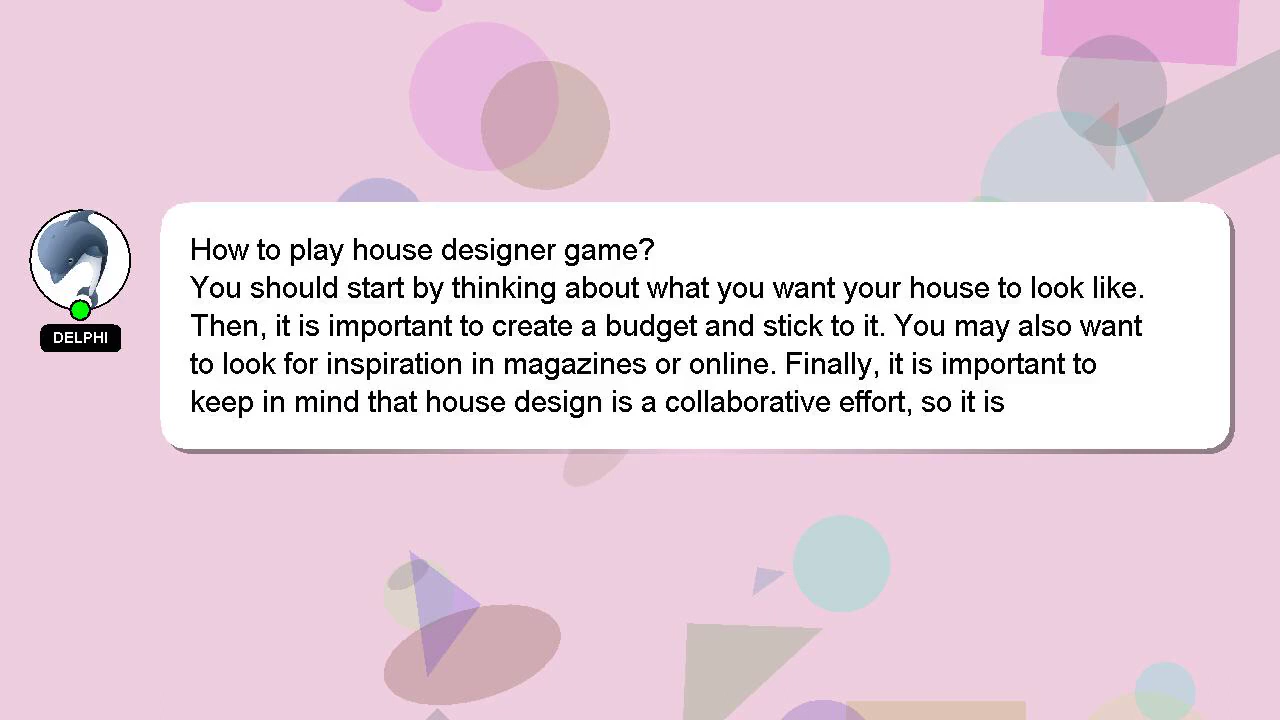 How to play house designer game?
You should start by thinking about what you want your house to look like.
Then, it is important to create a budget and stick to it. You may also want
to look for inspiration in magazines or online. Finally, it is important to
keep in mind that house design is a collaborative effort, so it is
DELPHI